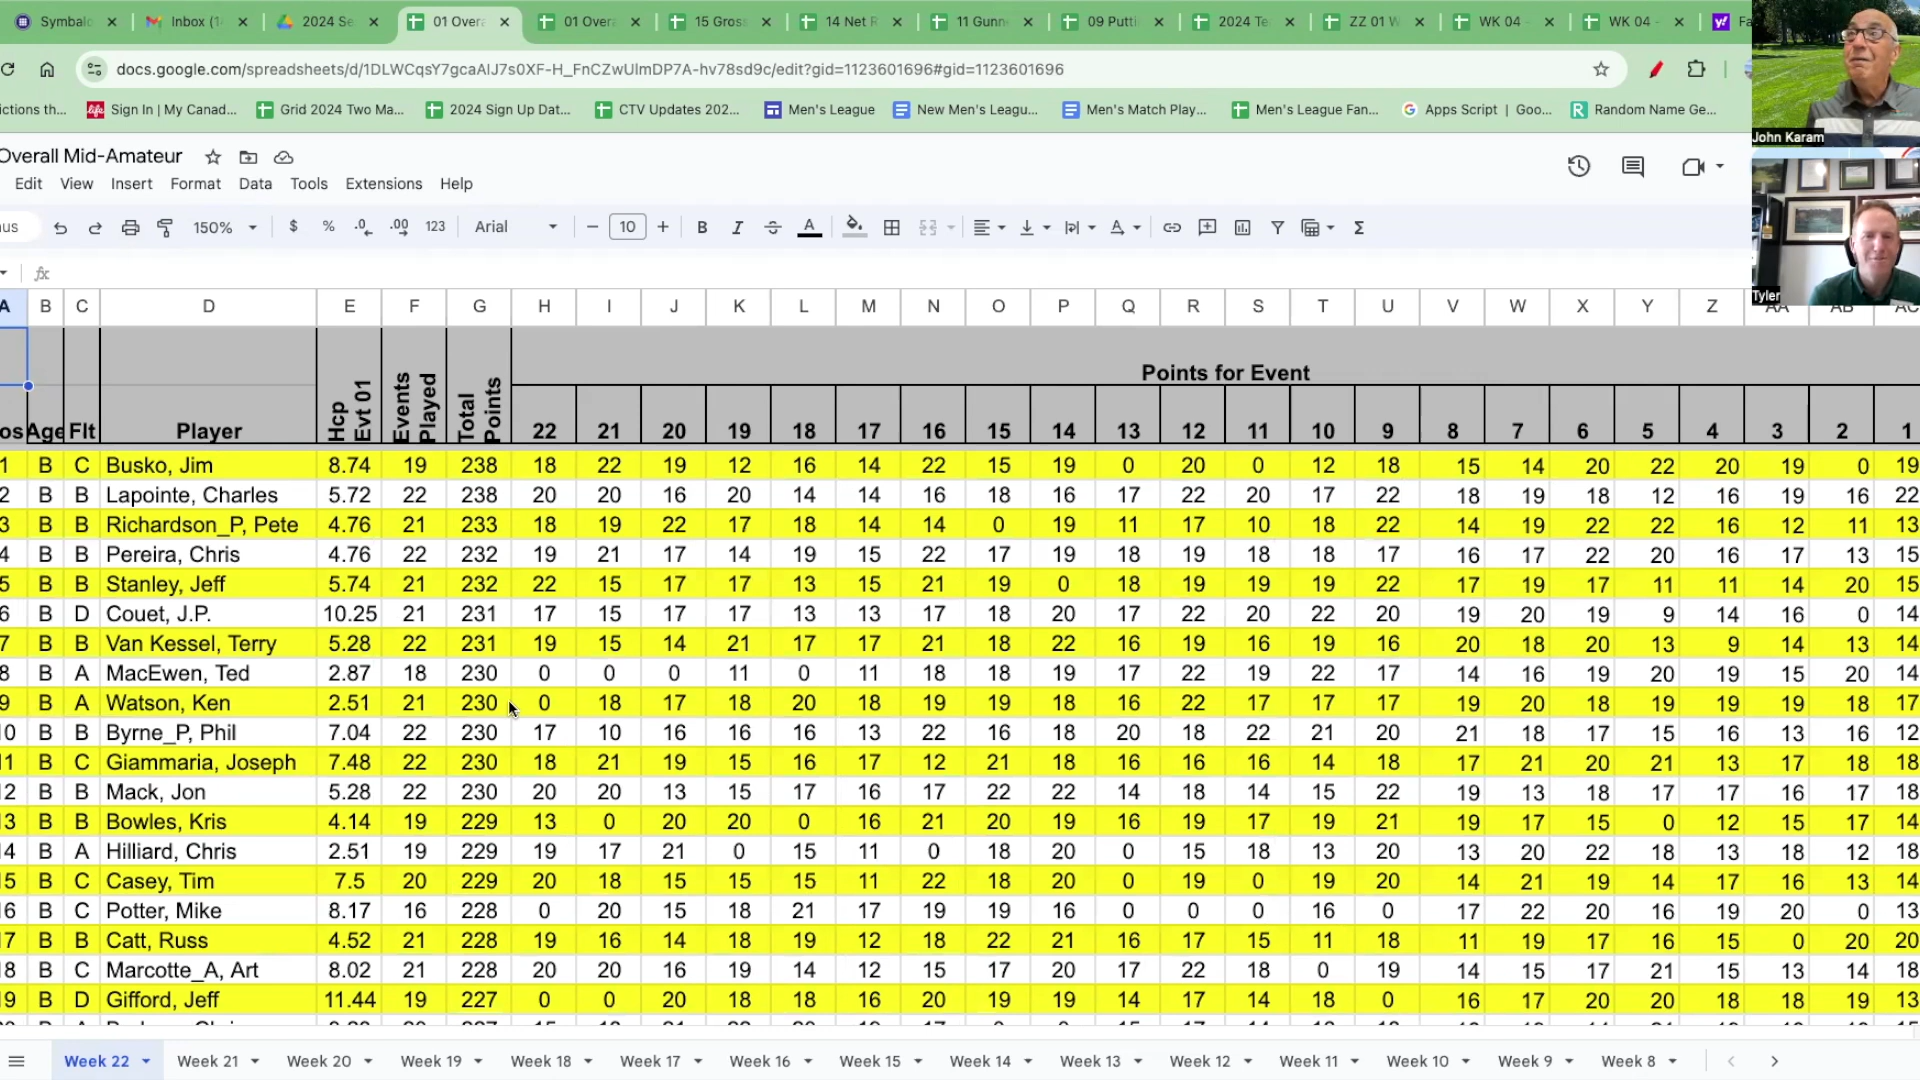 Symbalo Inbox (1 2024 Se 01 Overa 01 Overa 15 Gross 14 Net R 11 Gunne 09 Putti 2024 Te ZZ 01 W WK 04 - WK 04 - Fa
docs.google.com/spreadsheets/d/1DLWCqsY7gcaAlJ7s0XF-H_FnCZwUlmDP7A-hv78sd9c/edit?gid=1123601696#gid=1123601696
ictions th... Sign In | My Canad... Grid 2024 Two Ma... 2024 Sign Up Dat... CTV Updates 202... Men's League New Men's Leagu... Men's Match Play... Men's League Fan... Apps Script | Goo... Random Name Ge...
John Karam
Overall Mid-Amateur
Edit View Insert Format Data Tools Extensions Help
nus 150% $ % .0 .00 123 Arial 10 B I A
Tyler
fx
A B C D E F G H I J K L M N O P Q R S T U V W X Y Z AA AB AC
Points for Event
os Age Flt Player Hcp Evt 01 Events Played Total Points 22 21 20 19 18 17 16 15 14 13 12 11 10 9 8 7 6 5 4 3 2 1
1 B C Busko, Jim 8.74 19 238 18 22 19 12 16 14 22 15 19 0 20 0 12 18 15 14 20 22 20 19 0 19
2 B B Lapointe, Charles 5.72 22 238 20 20 16 20 14 14 16 18 16 17 22 20 17 22 18 19 18 12 16 19 16 22
3 B B Richardson_P, Pete 4.76 21 233 18 19 22 17 18 14 14 0 19 11 17 10 18 22 14 19 22 22 16 12 11 13
4 B B Pereira, Chris 4.76 22 232 19 21 17 14 19 15 22 17 19 18 19 18 18 17 16 17 22 20 16 17 13 15
5 B B Stanley, Jeff 5.74 21 232 22 15 17 17 13 15 21 19 0 18 19 19 19 22 17 19 17 11 11 14 20 15
6 B D Couet, J.P. 10.25 21 231 17 15 17 17 13 13 17 18 20 17 22 20 22 20 19 20 19 9 14 16 0 14
7 B B Van Kessel, Terry 5.28 22 231 19 15 14 21 17 17 21 18 22 16 19 16 19 16 20 18 20 13 9 14 13 14
8 B A MacEwen, Ted 2.87 18 230 0 0 0 11 0 11 18 18 19 17 22 19 22 17 14 16 19 20 19 15 20 14
9 B A Watson, Ken 2.51 21 230 0 18 17 18 20 18 19 19 18 16 22 17 17 17 19 20 18 19 19 19 18 17
10 B B Byrne_P, Phil 7.04 22 230 17 10 16 16 16 13 22 16 18 20 18 22 21 20 21 18 17 15 16 13 16 12
11 B C Giammaria, Joseph 7.48 22 230 18 21 19 15 16 17 12 21 18 16 16 16 14 18 17 21 20 21 13 17 18 18
12 B B Mack, Jon 5.28 22 230 20 20 13 15 17 16 17 22 22 14 18 14 15 22 19 13 18 17 17 16 17 18
13 B B Bowles, Kris 4.14 19 229 13 0 20 20 0 16 21 20 19 16 19 17 19 21 19 17 15 0 12 15 17 14
14 B A Hilliard, Chris 2.51 19 229 19 17 21 0 15 11 0 18 20 0 15 18 13 20 13 20 22 18 13 18 12 18
15 B C Casey, Tim 7.5 20 229 20 18 15 15 15 11 22 18 20 0 19 0 19 20 14 21 19 14 17 16 13 14
16 B C Potter, Mike 8.17 16 228 0 20 15 18 21 17 19 19 16 0 0 0 16 0 17 22 20 16 19 20 0 13
17 B B Catt, Russ 4.52 21 228 19 16 14 18 19 12 18 22 21 16 17 15 11 18 11 19 17 16 15 0 20 20
18 B C Marcotte_A, Art 8.02 21 228 20 20 16 19 14 12 15 17 20 17 22 18 0 19 14 15 17 21 15 13 14 18
19 B D Gifford, Jeff 11.44 19 227 0 0 20 18 18 16 20 19 19 14 17 14 18 0 16 17 20 20 18 18 19 13
Week 22 Week 21 Week 20 Week 19 Week 18 Week 17 Week 16 Week 15 Week 14 Week 13 Week 12 Week 11 Week 10 Week 9 Week 8